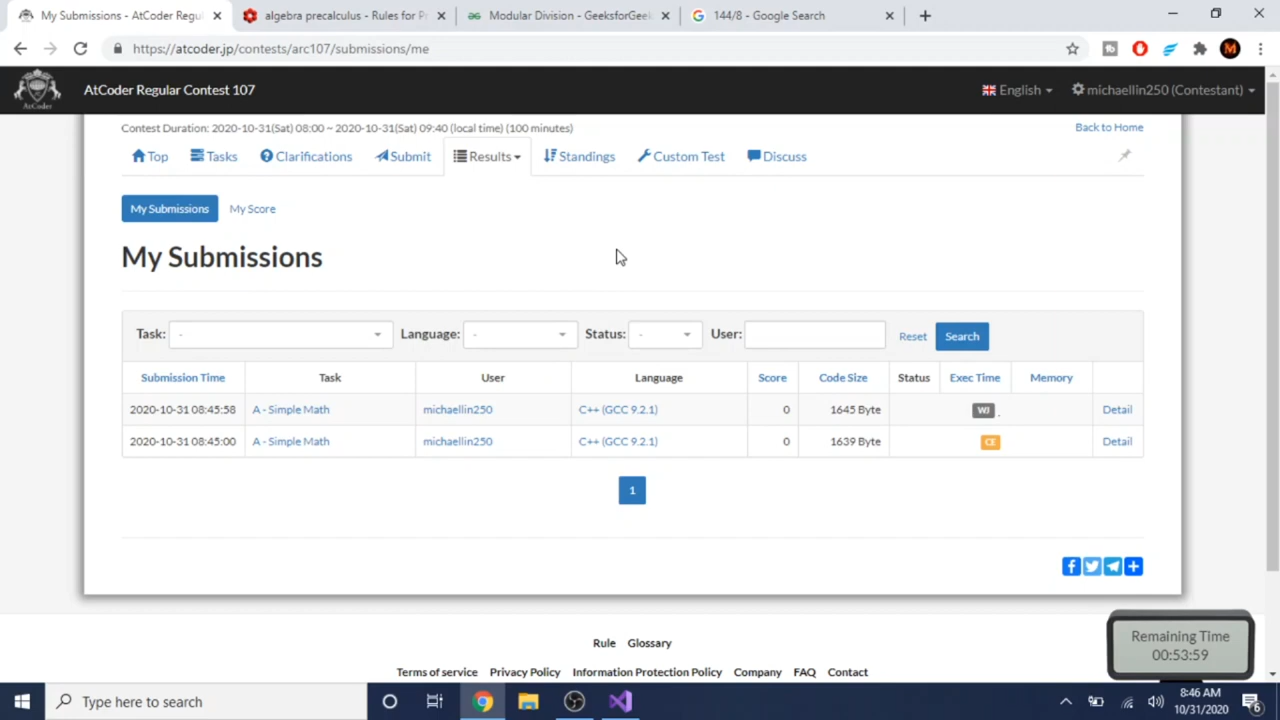 My Submissions - AtCoder Regul
algebra precalculus - Rules for Pr
Modular Division - GeeksforGeek
144/8 - Google Search
https://atcoder.jp/contests/arc107/submissions/me
M
AtCoder
AtCoder Regular Contest 107
English
michaellin250 (Contestant)
Contest Duration: 2020-10-31(Sat) 08:00 ~ 2020-10-31(Sat) 09:40 (local time) (100 minutes)
Back to Home
Top
Tasks
Clarifications
Submit
Results
Standings
Custom Test
Discuss
My Submissions
My Score
My Submissions
Task: -
Language: -
Status: -
User:
Reset
Search
Submission Time Task User Language Score Code Size Status Exec Time Memory
2020-10-31 08:45:58 A - Simple Math michaellin250 C++ (GCC 9.2.1) 0 1645 Byte WJ . Detail
2020-10-31 08:45:00 A - Simple Math michaellin250 C++ (GCC 9.2.1) 0 1639 Byte CE Detail
1
Rule Glossary
Terms of service Privacy Policy Information Protection Policy Company FAQ Contact
Remaining Time
00:53:59
Type here to search
8:46 AM
10/31/2020
6